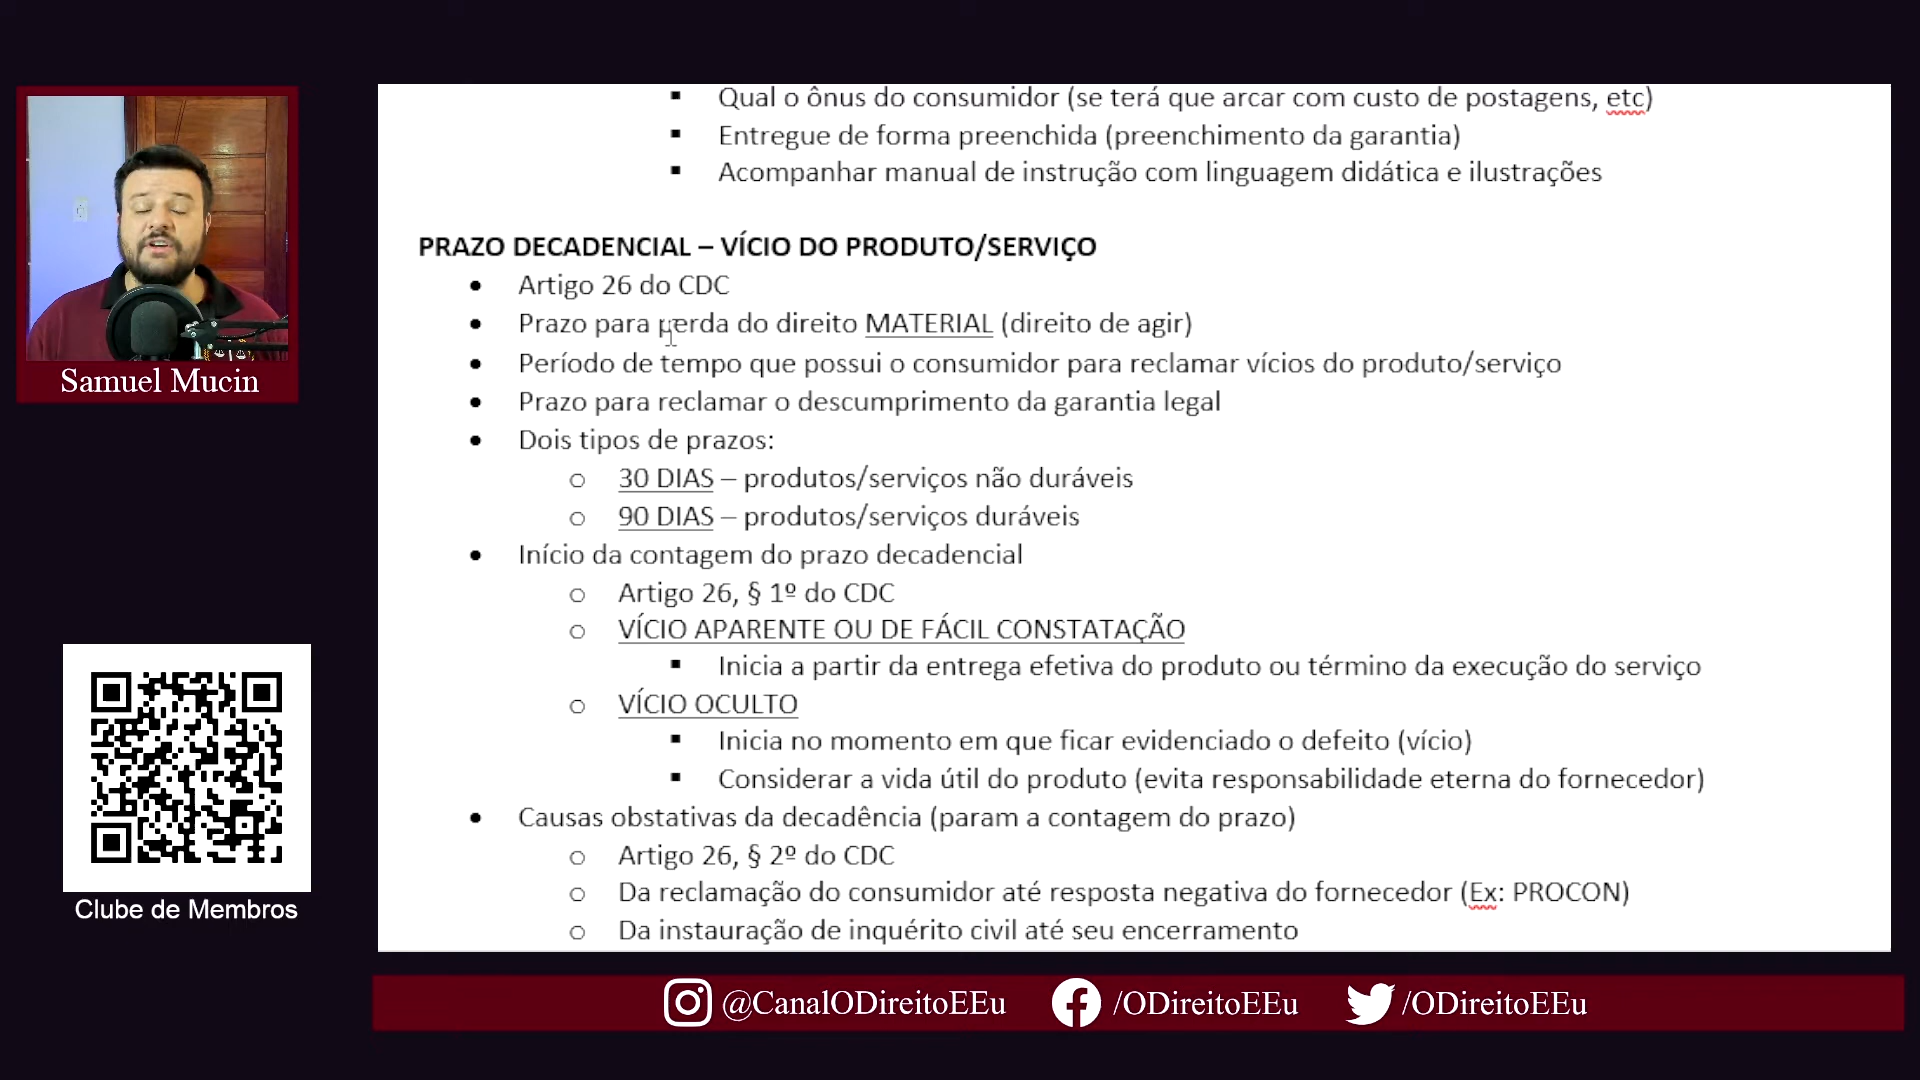 Qual o ônus do consumidor (se terá que arcar com custo de postagens, etc)
Entregue de forma preenchida (preenchimento da garantia)
Acompanhar manual de instrução com linguagem didática e ilustrações
PRAZO DECADENCIAL – VÍCIO DO PRODUTO/SERVIÇO
Artigo 26 do CDC
Prazo para perda do direito MATERIAL (direito de agir)
Período de tempo que possui o consumidor para reclamar vícios do produto/serviço
Prazo para reclamar o descumprimento da garantia legal
Dois tipos de prazos:
30 DIAS – produtos/serviços não duráveis
90 DIAS – produtos/serviços duráveis
Início da contagem do prazo decadencial
Artigo 26, § 1º do CDC
VÍCIO APARENTE OU DE FÁCIL CONSTATAÇÃO
Inicia a partir da entrega efetiva do produto ou término da execução do serviço
VÍCIO OCULTO
Inicia no momento em que ficar evidenciado o defeito (vício)
Considerar a vida útil do produto (evita responsabilidade eterna do fornecedor)
Causas obstativas da decadência (param a contagem do prazo)
Artigo 26, § 2º do CDC
Da reclamação do consumidor até resposta negativa do fornecedor (Ex: PROCON)
Da instauração de inquérito civil até seu encerramento
Samuel Mucin
Clube de Membros
@CanalODireitoEEu /ODireitoEEu /ODireitoEEu